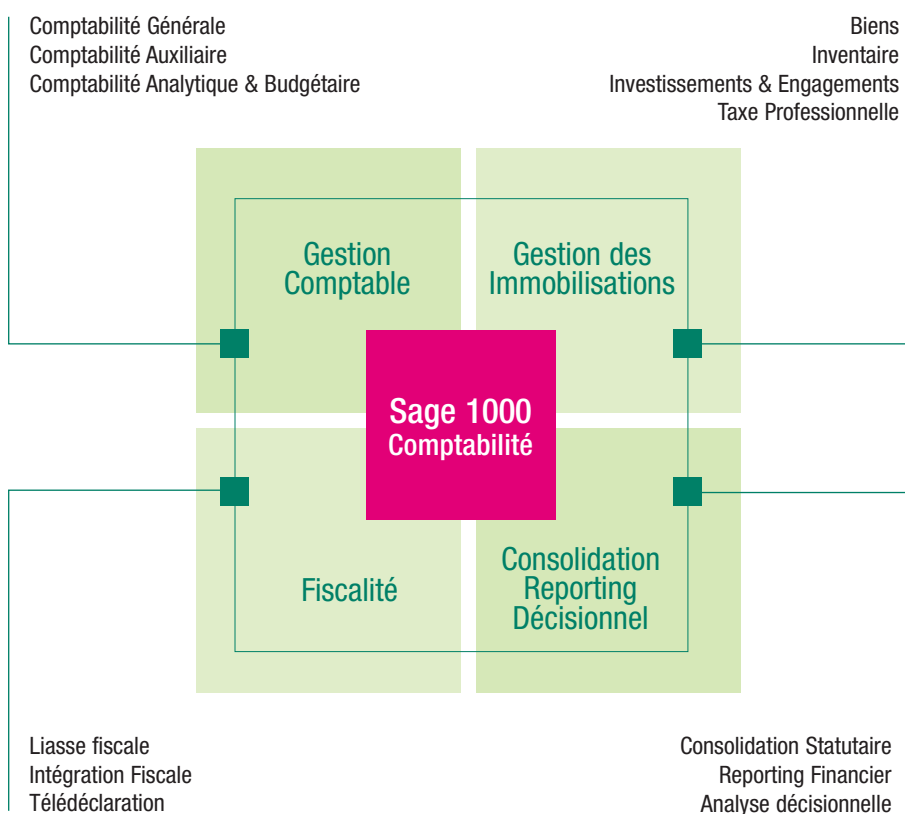 Comptabilité Générale
Comptabilité Auxiliaire
Comptabilité Analytique & Budgétaire
Biens
Inventaire
Investissements & Engagements
Taxe Professionnelle
Gestion
Comptable
Gestion des
Immobilisations
Sage 1000
Comptabilité
Fiscalité
Consolidation
Reporting
Décisionnel
Liasse fiscale
Intégration Fiscale
Télédéclaration
Consolidation Statutaire
Reporting Financier
Analyse décisionnelle